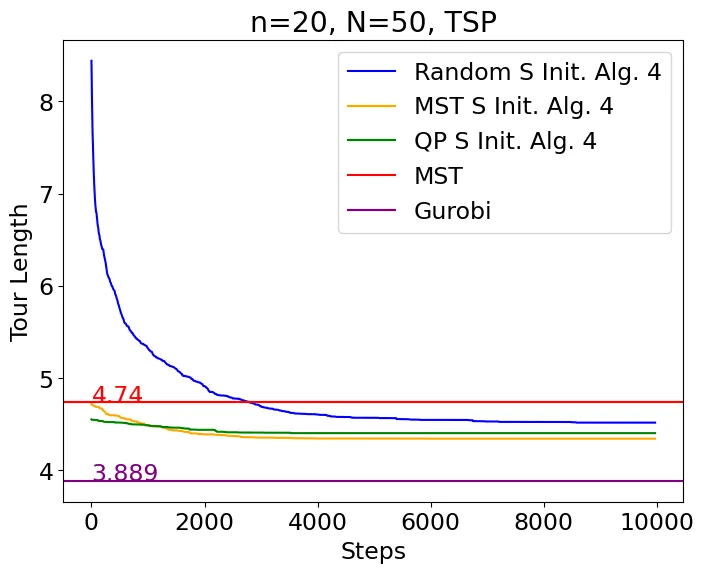 n=20, N=50, TSP
Random S Init. Alg. 4
MST S Init. Alg. 4
QP S Init. Alg. 4
MST
Gurobi
Tour Length
8
7
6
5
4
4.74
3.889
0
2000
4000
6000
8000
10000
Steps